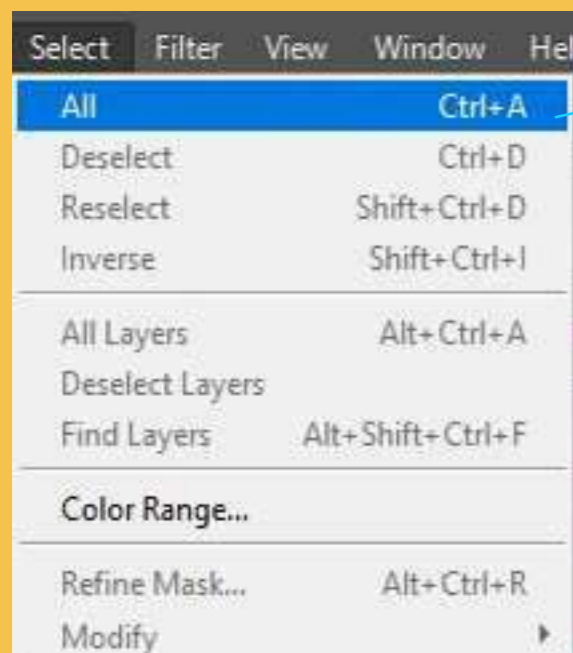 Select Filter View Window Hel
All Ctrl+A
Deselect Ctrl+D
Reselect Shift+Ctrl+D
Inverse Shift+Ctrl+I
All Layers Alt+Ctrl+A
Deselect Layers
Find Layers Alt+Shift+Ctrl+F
Color Range...
Refine Mask... Alt+Ctrl+R
Modify